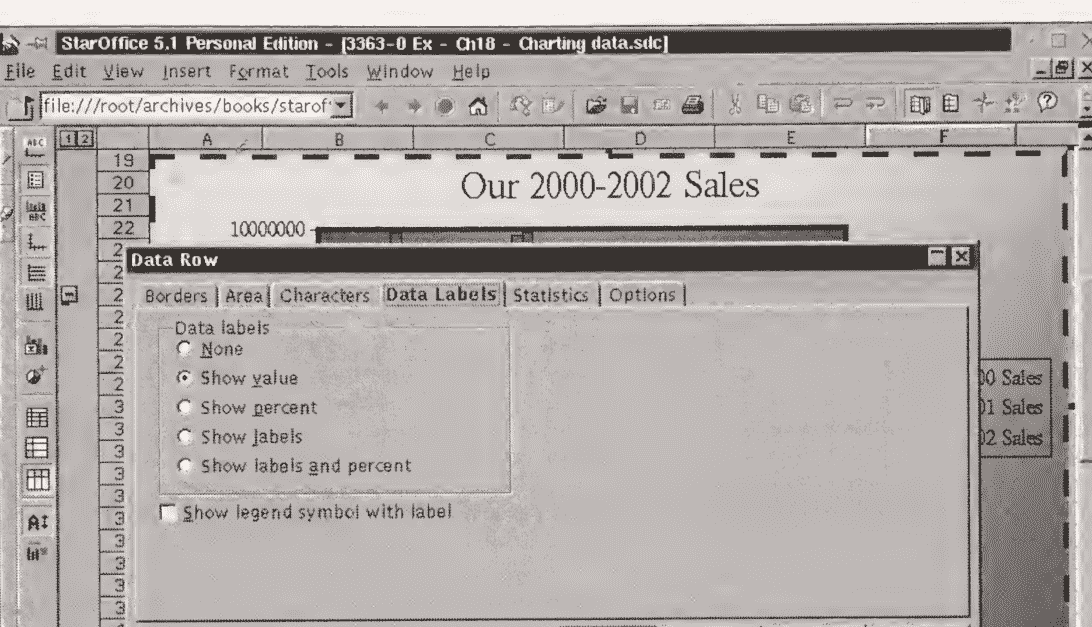 StarOffice 5.1 Personal Edition - [3363-0 Ex - Ch18 - Charting data.sdc]
File Edit View Insert Format Tools Window Help
file:///root/archives/books/starof
1 2 A B C D E F
19
20
21
22
Our 2000-2002 Sales
10000000
Data Row
Borders Area Characters Data Labels Statistics Options
Data labels
None
Show value
Show percent
Show labels
Show labels and percent
Show legend symbol with label
00 Sales
01 Sales
02 Sales